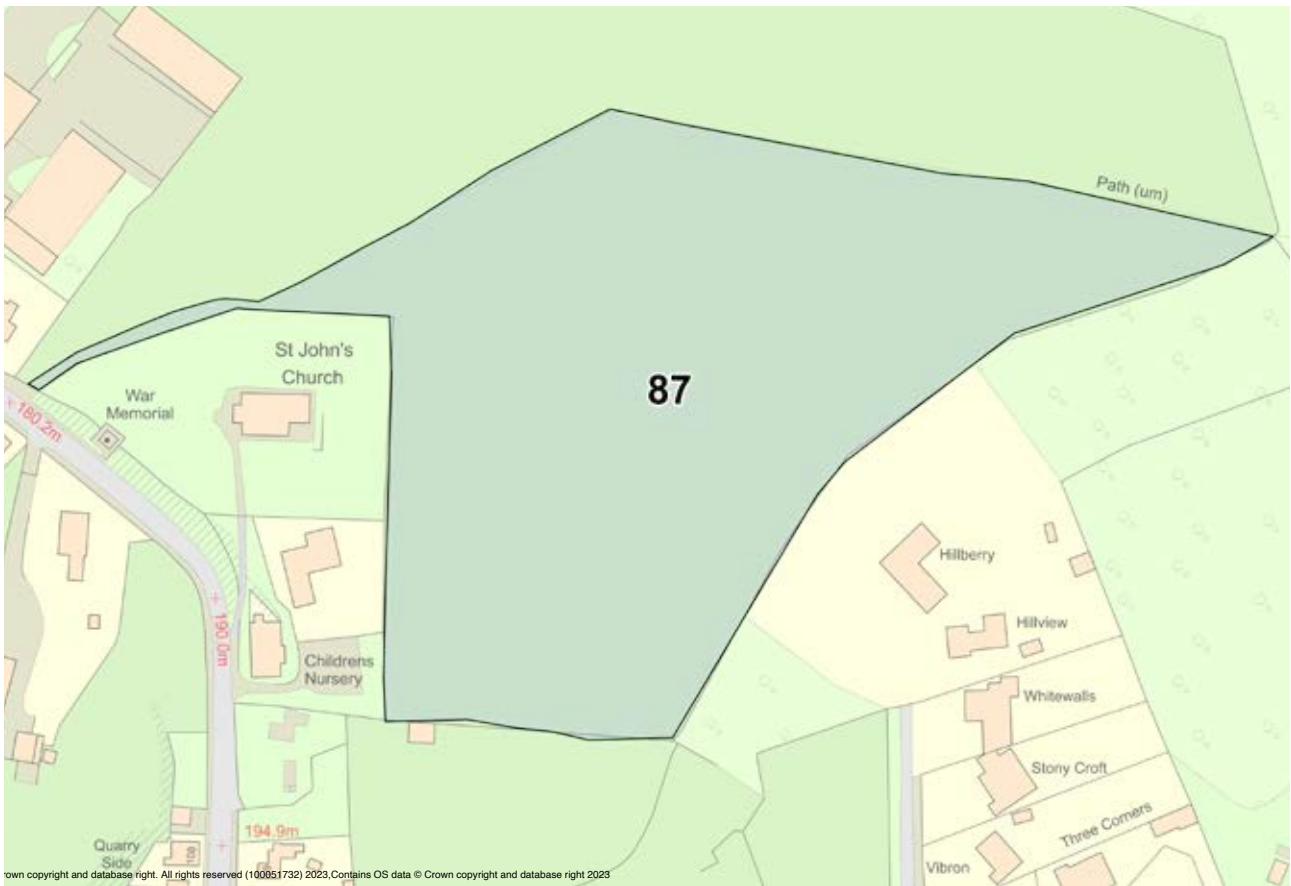 Path (um)
St John's
Church
87
War
Memorial
180.2m
Hillberry
190.0m
Hillview
Childrens
Nursery
Whitewalls
Stony Croft
Three Corners
194.9m
Quarry
Side
108
Vibron
rown copyright and database right. All rights reserved (100051732) 2023,Contains OS data © Crown copyright and database right 2023